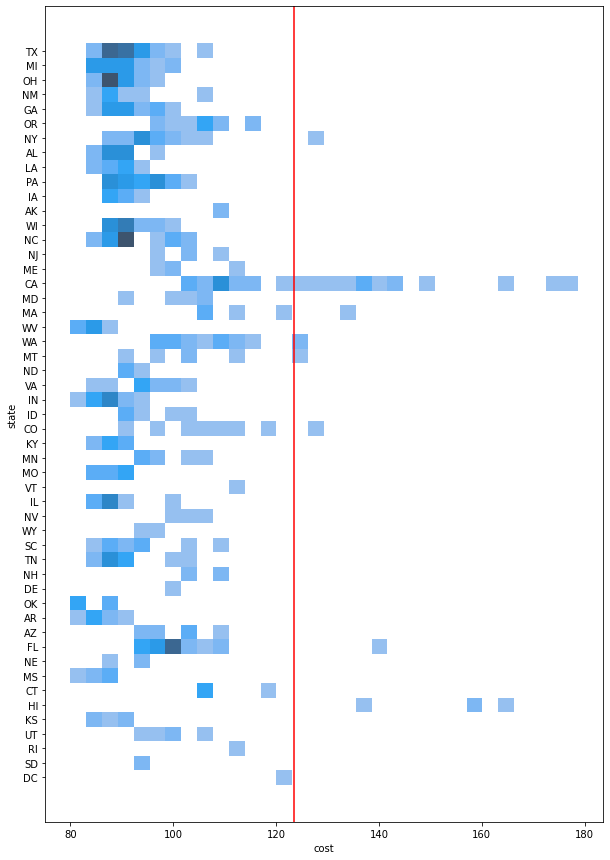 TX
MI
OH
NM
GA
OR
NY
AL
LA
PA
IA
AK
WI
NC
NJ
ME
CA
MD
MA
WV
WA
MT
ND
VA
IN
ID
CO
KY
MN
MO
VT
IL
NV
WY
SC
TN
NH
DE
OK
AR
AZ
FL
NE
MS
CT
HI
KS
UT
RI
SD
DC
state
80 100 120 140 160 180
cost